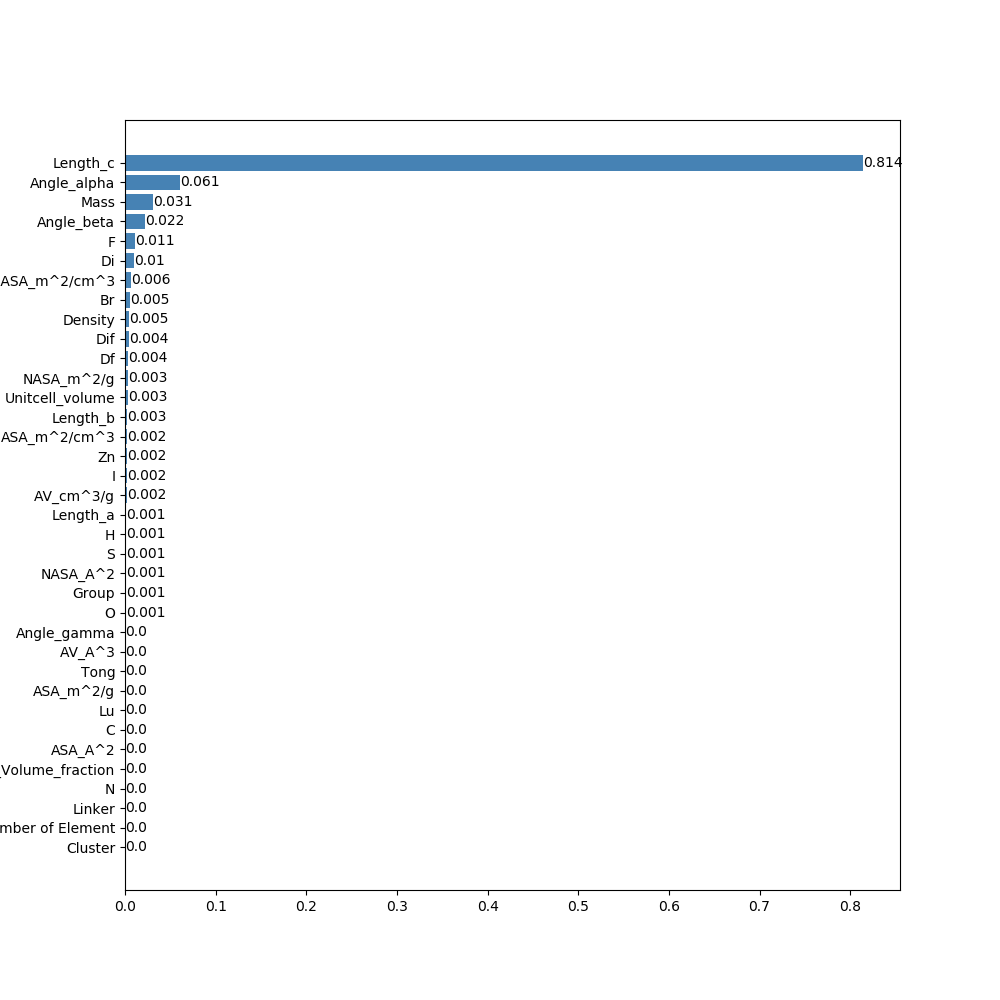 Length_c 0.814
Angle_alpha 0.061
Mass 0.031
Angle_beta 0.022
F 0.011
Di 0.01
ASA_m^2/cm^3 0.006
Br 0.005
Density 0.005
Dif 0.004
Df 0.004
NASA_m^2/g 0.003
Unitcell_volume 0.003
Length_b 0.003
ASA_m^2/cm^3 0.002
Zn 0.002
I 0.002
AV_cm^3/g 0.002
Length_a 0.001
H 0.001
S 0.001
NASA_A^2 0.001
Group 0.001
O 0.001
Angle_gamma 0.0
AV_A^3 0.0
Tong 0.0
ASA_m^2/g 0.0
Lu 0.0
C 0.0
ASA_A^2 0.0
_Volume_fraction 0.0
N 0.0
Linker 0.0
mber of Element 0.0
Cluster 0.0
0.0 0.1 0.2 0.3 0.4 0.5 0.6 0.7 0.8